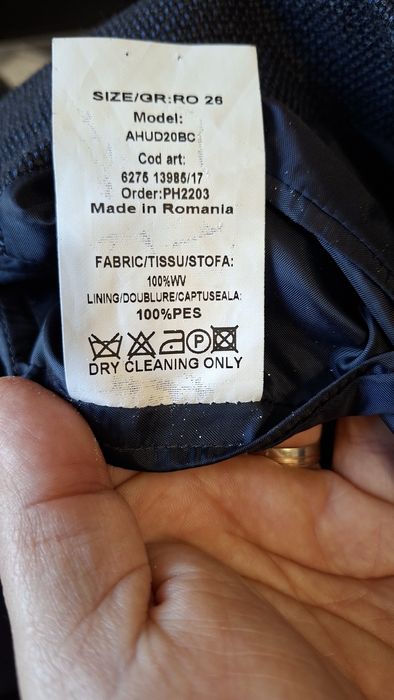 SIZE/GR:RO 26
Model:
AHUD20BC
Cod art:
6275 13985/17
Order:PH2203
Made in Romania
FABRIC/TISSU/STOFA:
100%WV
LINING/DOUBLURE/CAPTUSEALA:
100%PES
P
DRY CLEANING ONLY